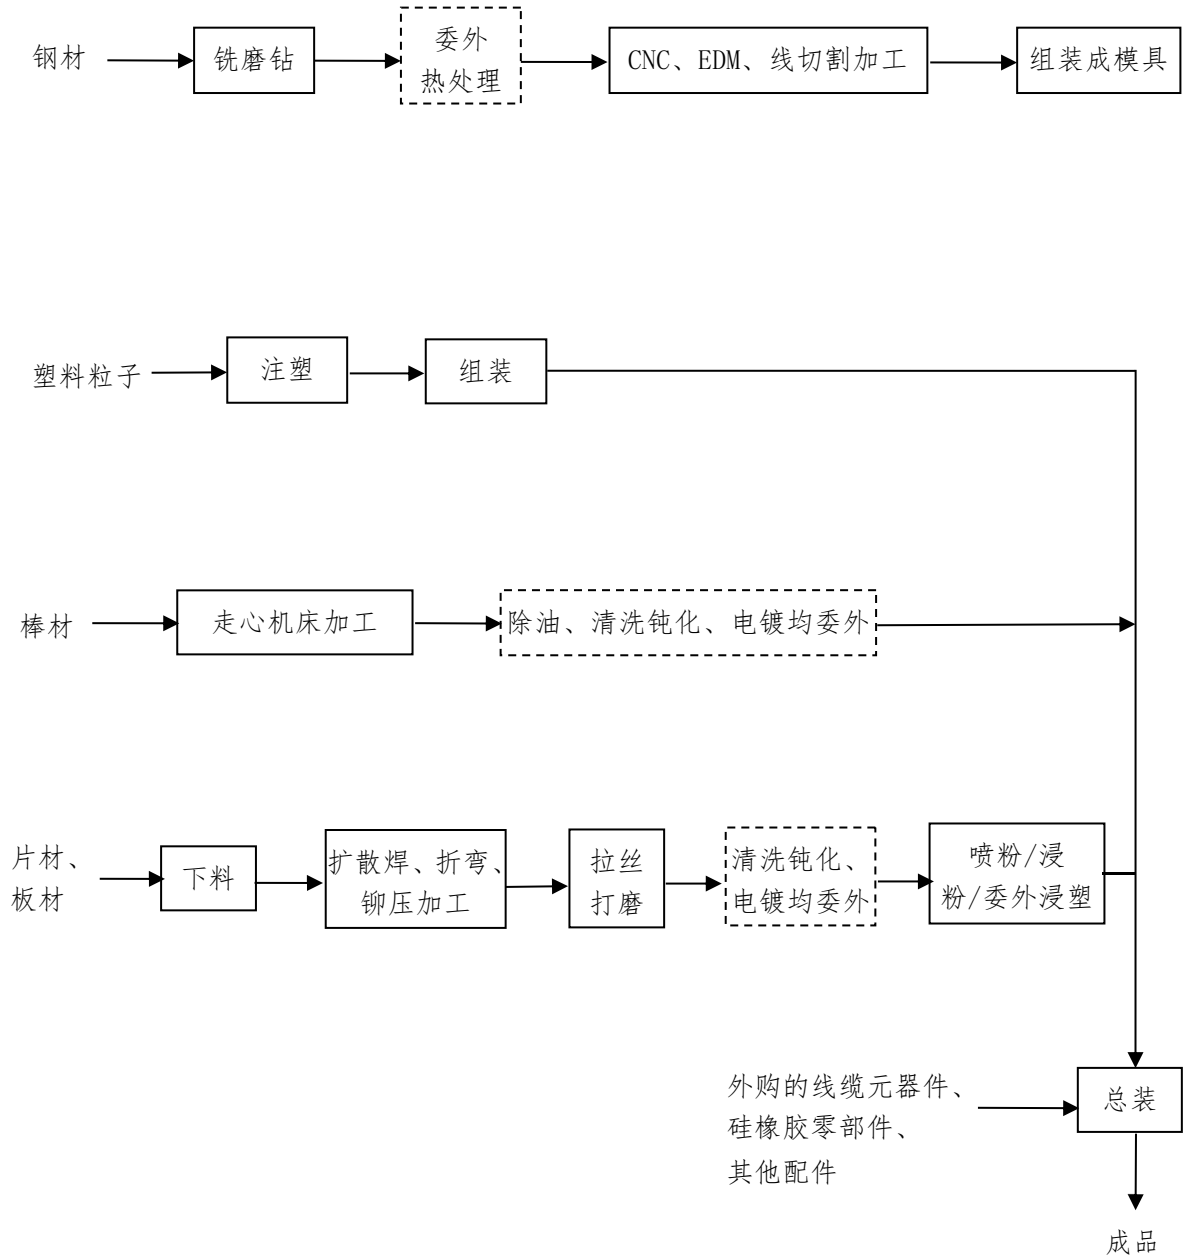 钢材
铣磨钻
委外
热处理
CNC、EDM、线切割加工
组装成模具
塑料粒子
注塑
组装
棒材
走心机床加工
除油、清洗钝化、电镀均委外
片材、
板材
下料
扩散焊、折弯、
铆压加工
拉丝
打磨
清洗钝化、
电镀均委外
喷粉/浸
粉/委外浸塑
外购的线缆元器件、
硅橡胶零部件、
其他配件
总装
成品